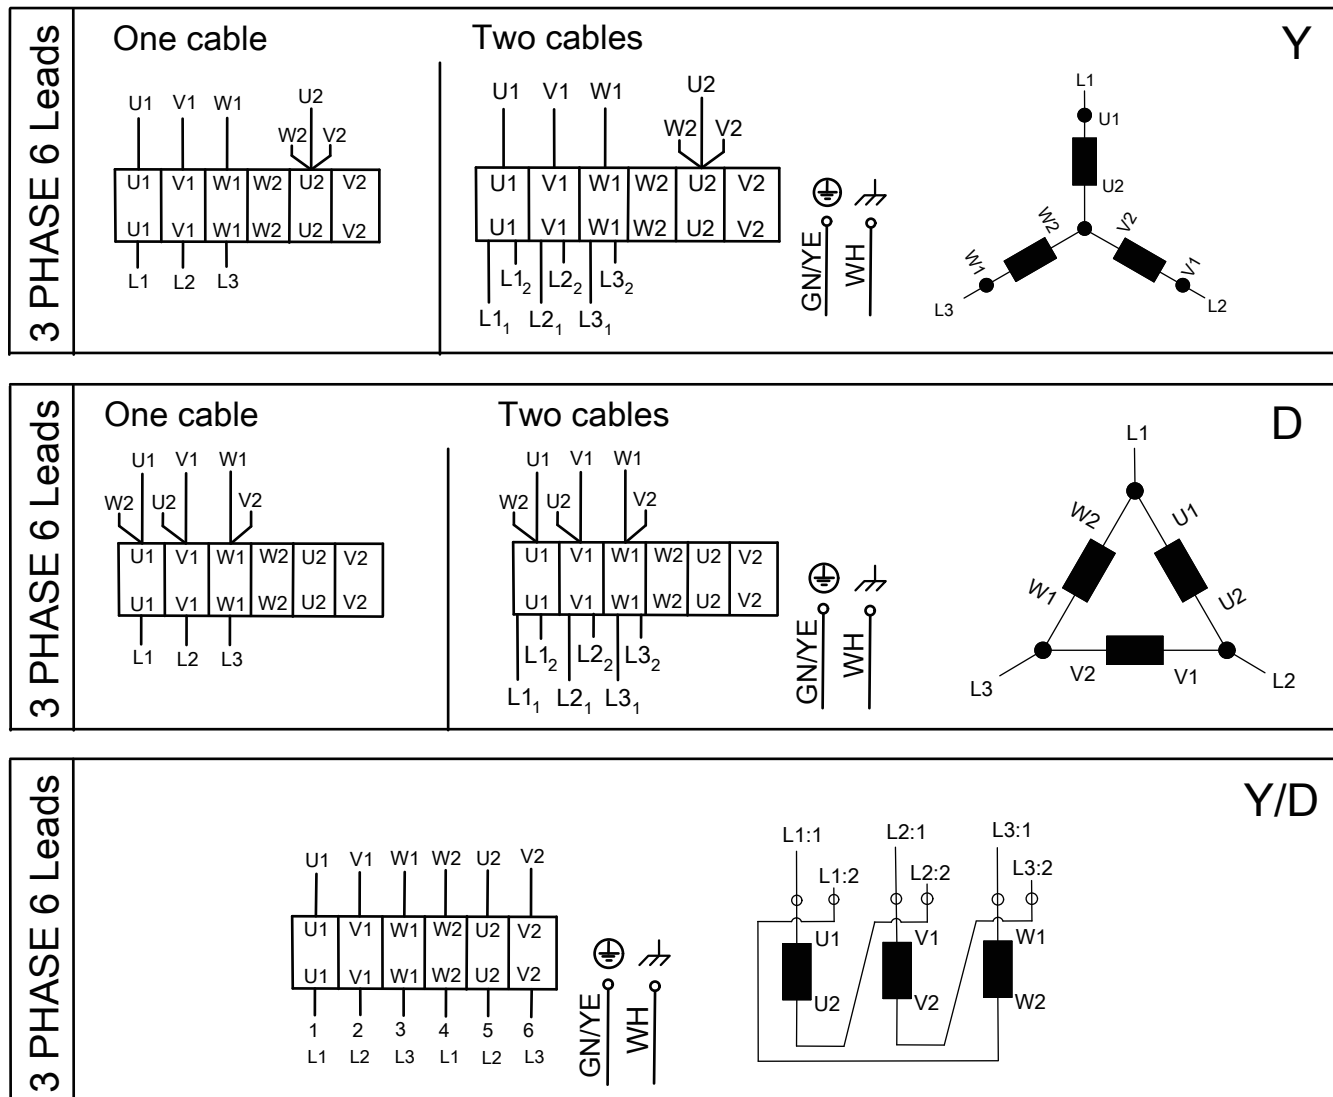 3 PHASE 6 Leads
One cable
Two cables
Y
U1 V1 W1 U2
W2 V2
U1 V1 W1 W2 U2 V2
U1 V1 W1 W2 U2 V2
L1 L2 L3
U1 V1 W1 U2
W2 V2
U1 V1 W1 W2 U2 V2
U1 V1 W1 W2 U2 V2
L1₂ L2₂ L3₂
L1₁ L2₁ L3₁
GN/YE
WH
L1
U1
U2
W2 V2
W1 V1
L3 L2
3 PHASE 6 Leads
One cable
Two cables
D
U1 V1 W1
W2 U2 V2
U1 V1 W1 W2 U2 V2
U1 V1 W1 W2 U2 V2
L1 L2 L3
U1 V1 W1
W2 U2 V2
U1 V1 W1 W2 U2 V2
U1 V1 W1 W2 U2 V2
L1₂ L2₂ L3₂
L1₁ L2₁ L3₁
GN/YE
WH
L1
W2 U1
W1 U2
V2 V1
L3 L2
3 PHASE 6 Leads
Y/D
U1 V1 W1 W2 U2 V2
U1 V1 W1 W2 U2 V2
U1 V1 W1 W2 U2 V2
1 2 3 4 5 6
L1 L2 L3 L1 L2 L3
GN/YE
WH
L1:1 L2:1 L3:1
L1:2 L2:2 L3:2
U1 V1 W1
U2 V2 W2